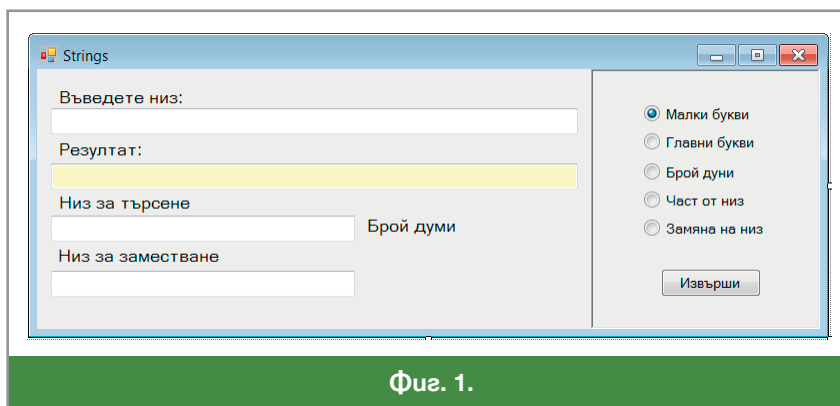 Strings
Въведете низ:
Резултат:
Низ за търсене
Брой думи
Низ за заместване
Малки букви
Главни букви
Брой дуни
Част от низ
Замяна на низ
Извърши
Фиг. 1.